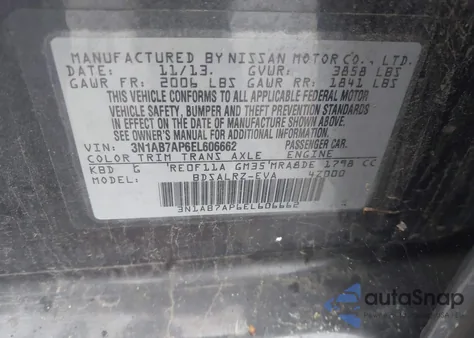 MANUFACTURED BY NISSAN MOTOR CO., LTD.
DATE: 11/13. GVWR: 3858 LBS
GAWR FR: 2006 LBS GAWR RR: 1841 LBS
THIS VEHICLE CONFORMS TO ALL APPLICABLE FEDERAL MOTOR
VEHICLE SAFETY, BUMPER AND THEFT PREVENTION STANDARDS
IN EFFECT ON THE DATE OF MANUFACTURE SHOWN ABOVE.
SEE OWNER'S MANUAL FOR ADDITIONAL INFORMATION
VIN: 3N1AB7AP6EL606662 PASSENGER CAR
COLOR TRIM TRANS AXLE ENGINE
KBD G RE0F11A GM35 MRA8DE 1798 CC
MODEL: BDSALRZ-EVA 4Z000
3N1AB7AP6EL606662
autoSnap